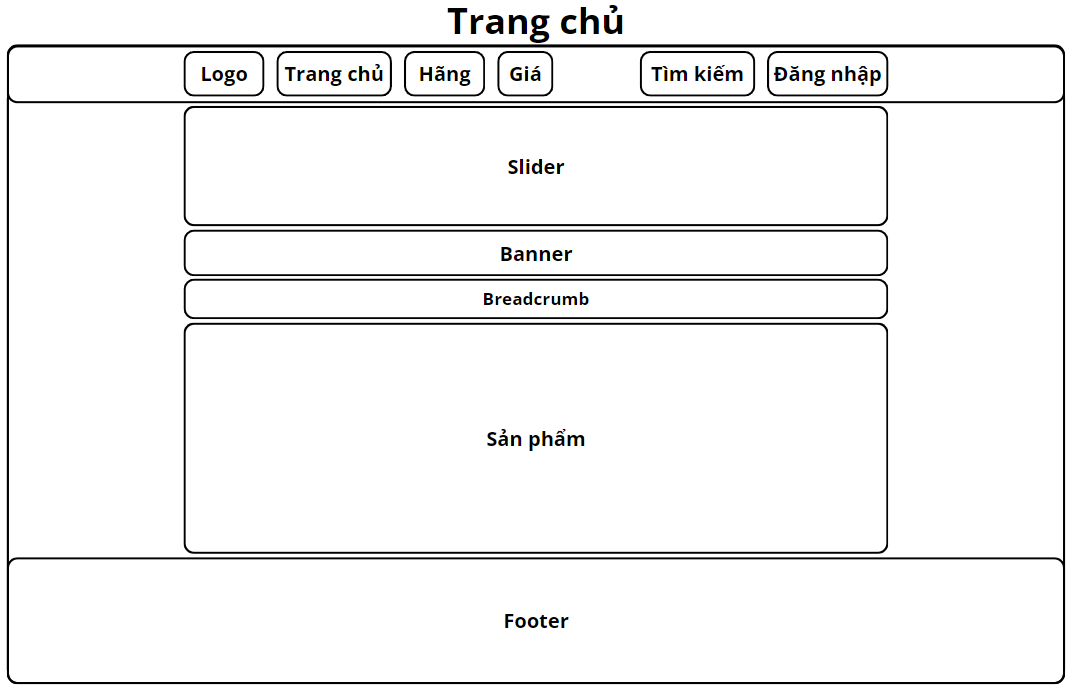 Trang chủ
Logo Trang chủ Hãng Giá Tìm kiếm Đăng nhập
Slider
Banner
Breadcrumb
Sản phẩm
Footer